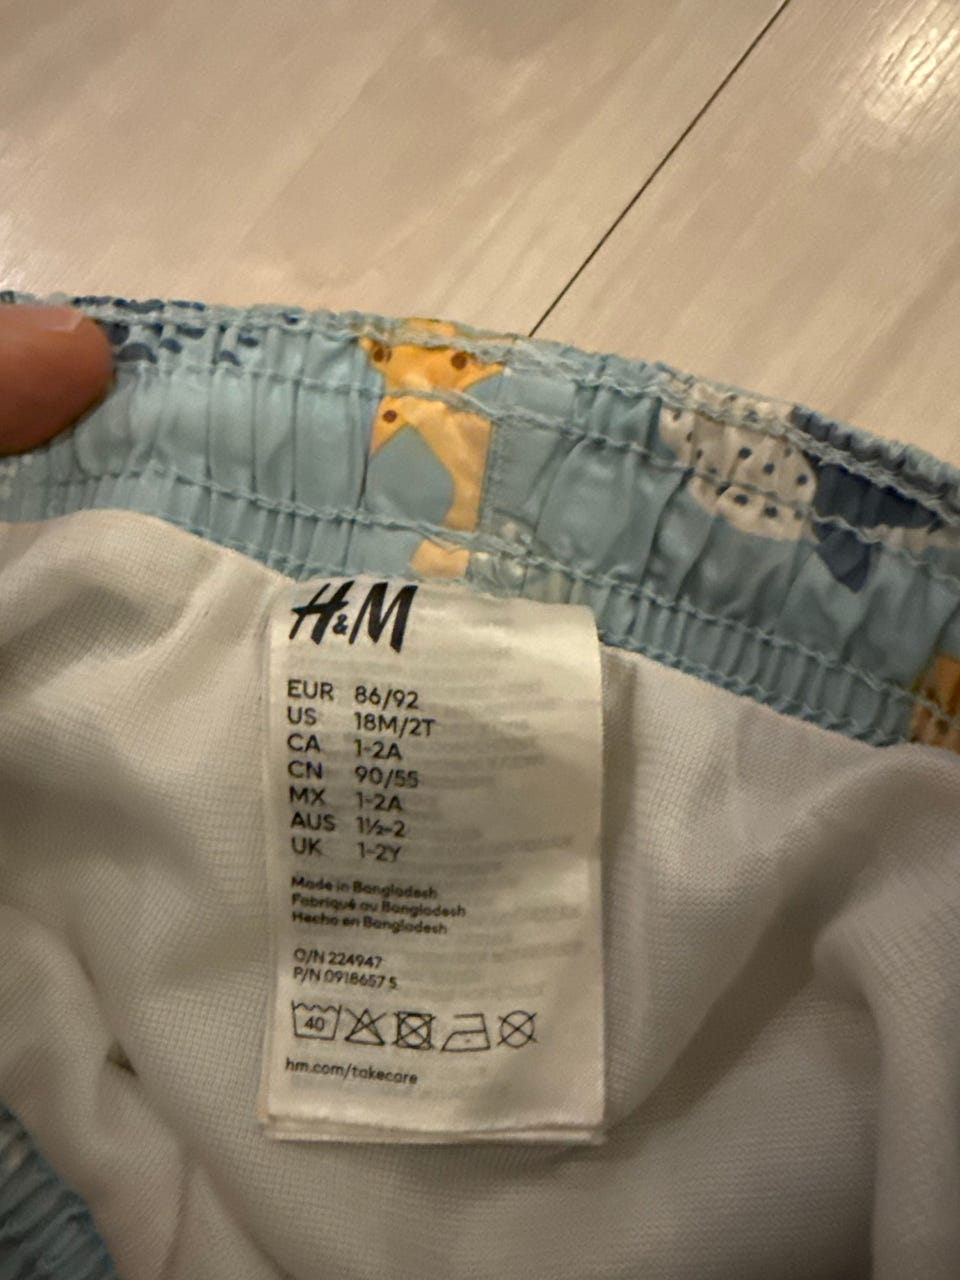 H&M
EUR 86/92
US 18M/2T
CA 1-2A
CN 90/55
MX 1-2A
AUS 1½-2
UK 1-2Y
Made in Bangladesh
Fabriqué au Bangladesh
Hecho en Bangladesh
O/N 224947
P/N 0918657 5
40
hm.com/takecare